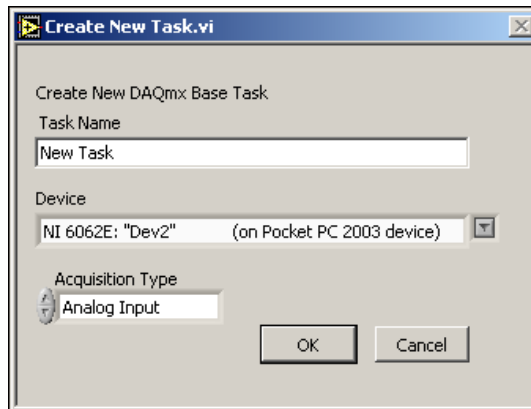 Create New Task.vi
Create New DAQmx Base Task
Task Name
New Task
Device
NI 6062E: "Dev2" (on Pocket PC 2003 device)
Acquisition Type
Analog Input
OK Cancel